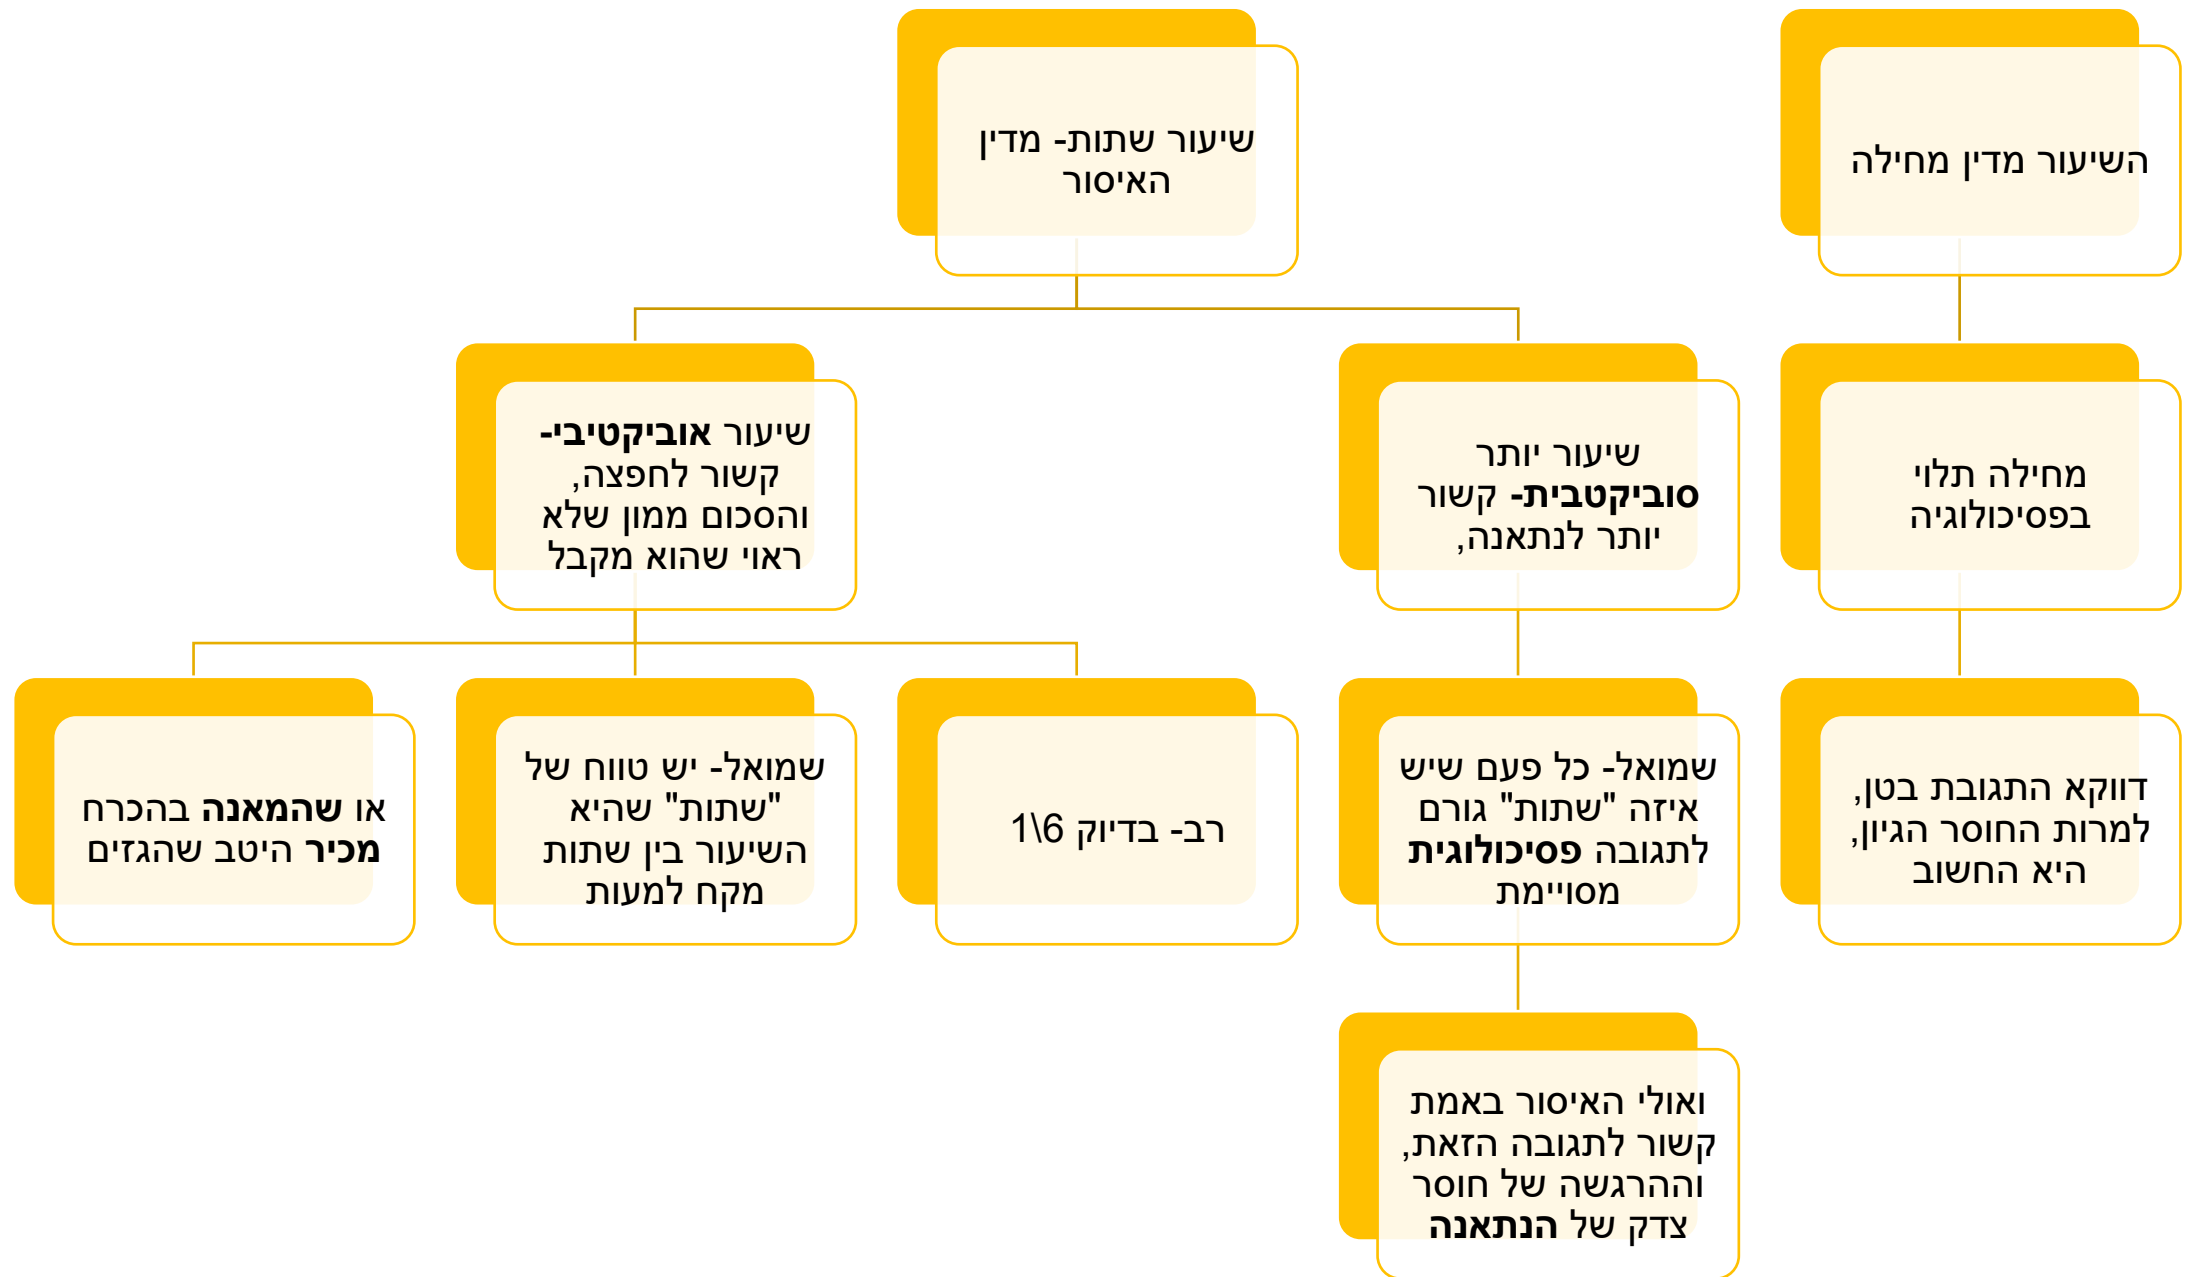 השיעור מדין מחילה
שיעור שתות- מדין
האיסור
מחילה תלוי
בפסיכולוגיה
שיעור יותר
סוביקטבית- קשור
יותר לנתאנה,
שיעור אוביקטיבי-
קשור לחפצה,
והסכום ממון שלא
ראוי שהוא מקבל
דווקא התגובת בטן,
למרות החוסר הגיון,
היא החשוב
שמואל- כל פעם שיש
איזה "שתות" גורם
לתגובה פסיכולוגית
מסויימת
רב- בדיוק 1\6
שמואל- יש טווח של
"שתות" שהיא
השיעור בין שתות
מקח למעות
או שהמאנה בהכרח
מכיר היטב שהגזים
ואולי האיסור באמת
קשור לתגובה הזאת,
וההרגשה של חוסר
צדק של הנתאנה